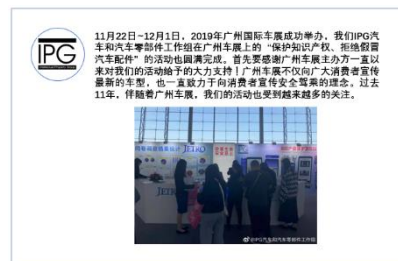 IPG
11月22日~12月1日，2019年广州国际车展成功举办，我们IPG汽
车和汽车零部件工作组在广州车展上的“保护知识产权、拒绝假冒
汽车配件”的活动也圆满完成。首先要感谢广州车展主办方一直以
来对我们的活动给予的大力支持！广州车展不仅向广大消费者宣传
最新的车型，也一直致力于向消费者宣传安全驾乘的理念。过去
11年，伴随着广州车展，我们的活动也受到越来越多的关注。
JETRO
JETRO
@IPG汽车和汽车零部件工作组